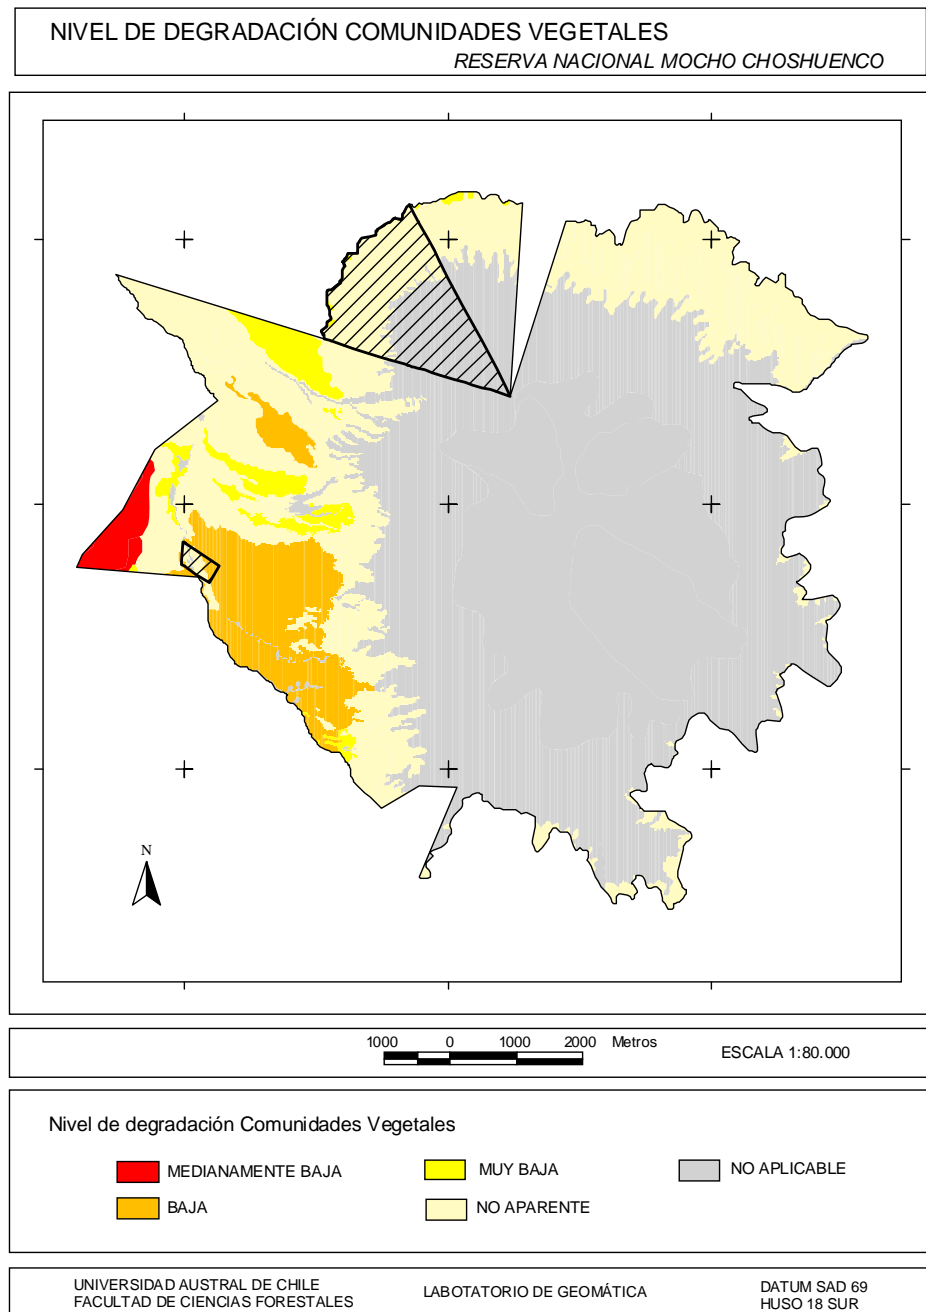 NIVEL DE DEGRADACIÓN COMUNIDADES VEGETALES
RESERVA NACIONAL MOCHO CHOSHUENCO
N
1000 0 1000 2000 Metros
ESCALA 1:80.000
Nivel de degradación Comunidades Vegetales
MEDIANAMENTE BAJA
MUY BAJA
NO APLICABLE
BAJA
NO APARENTE
UNIVERSIDAD AUSTRAL DE CHILE
FACULTAD DE CIENCIAS FORESTALES
LABOTATORIO DE GEOMÁTICA
DATUM SAD 69
HUSO 18 SUR